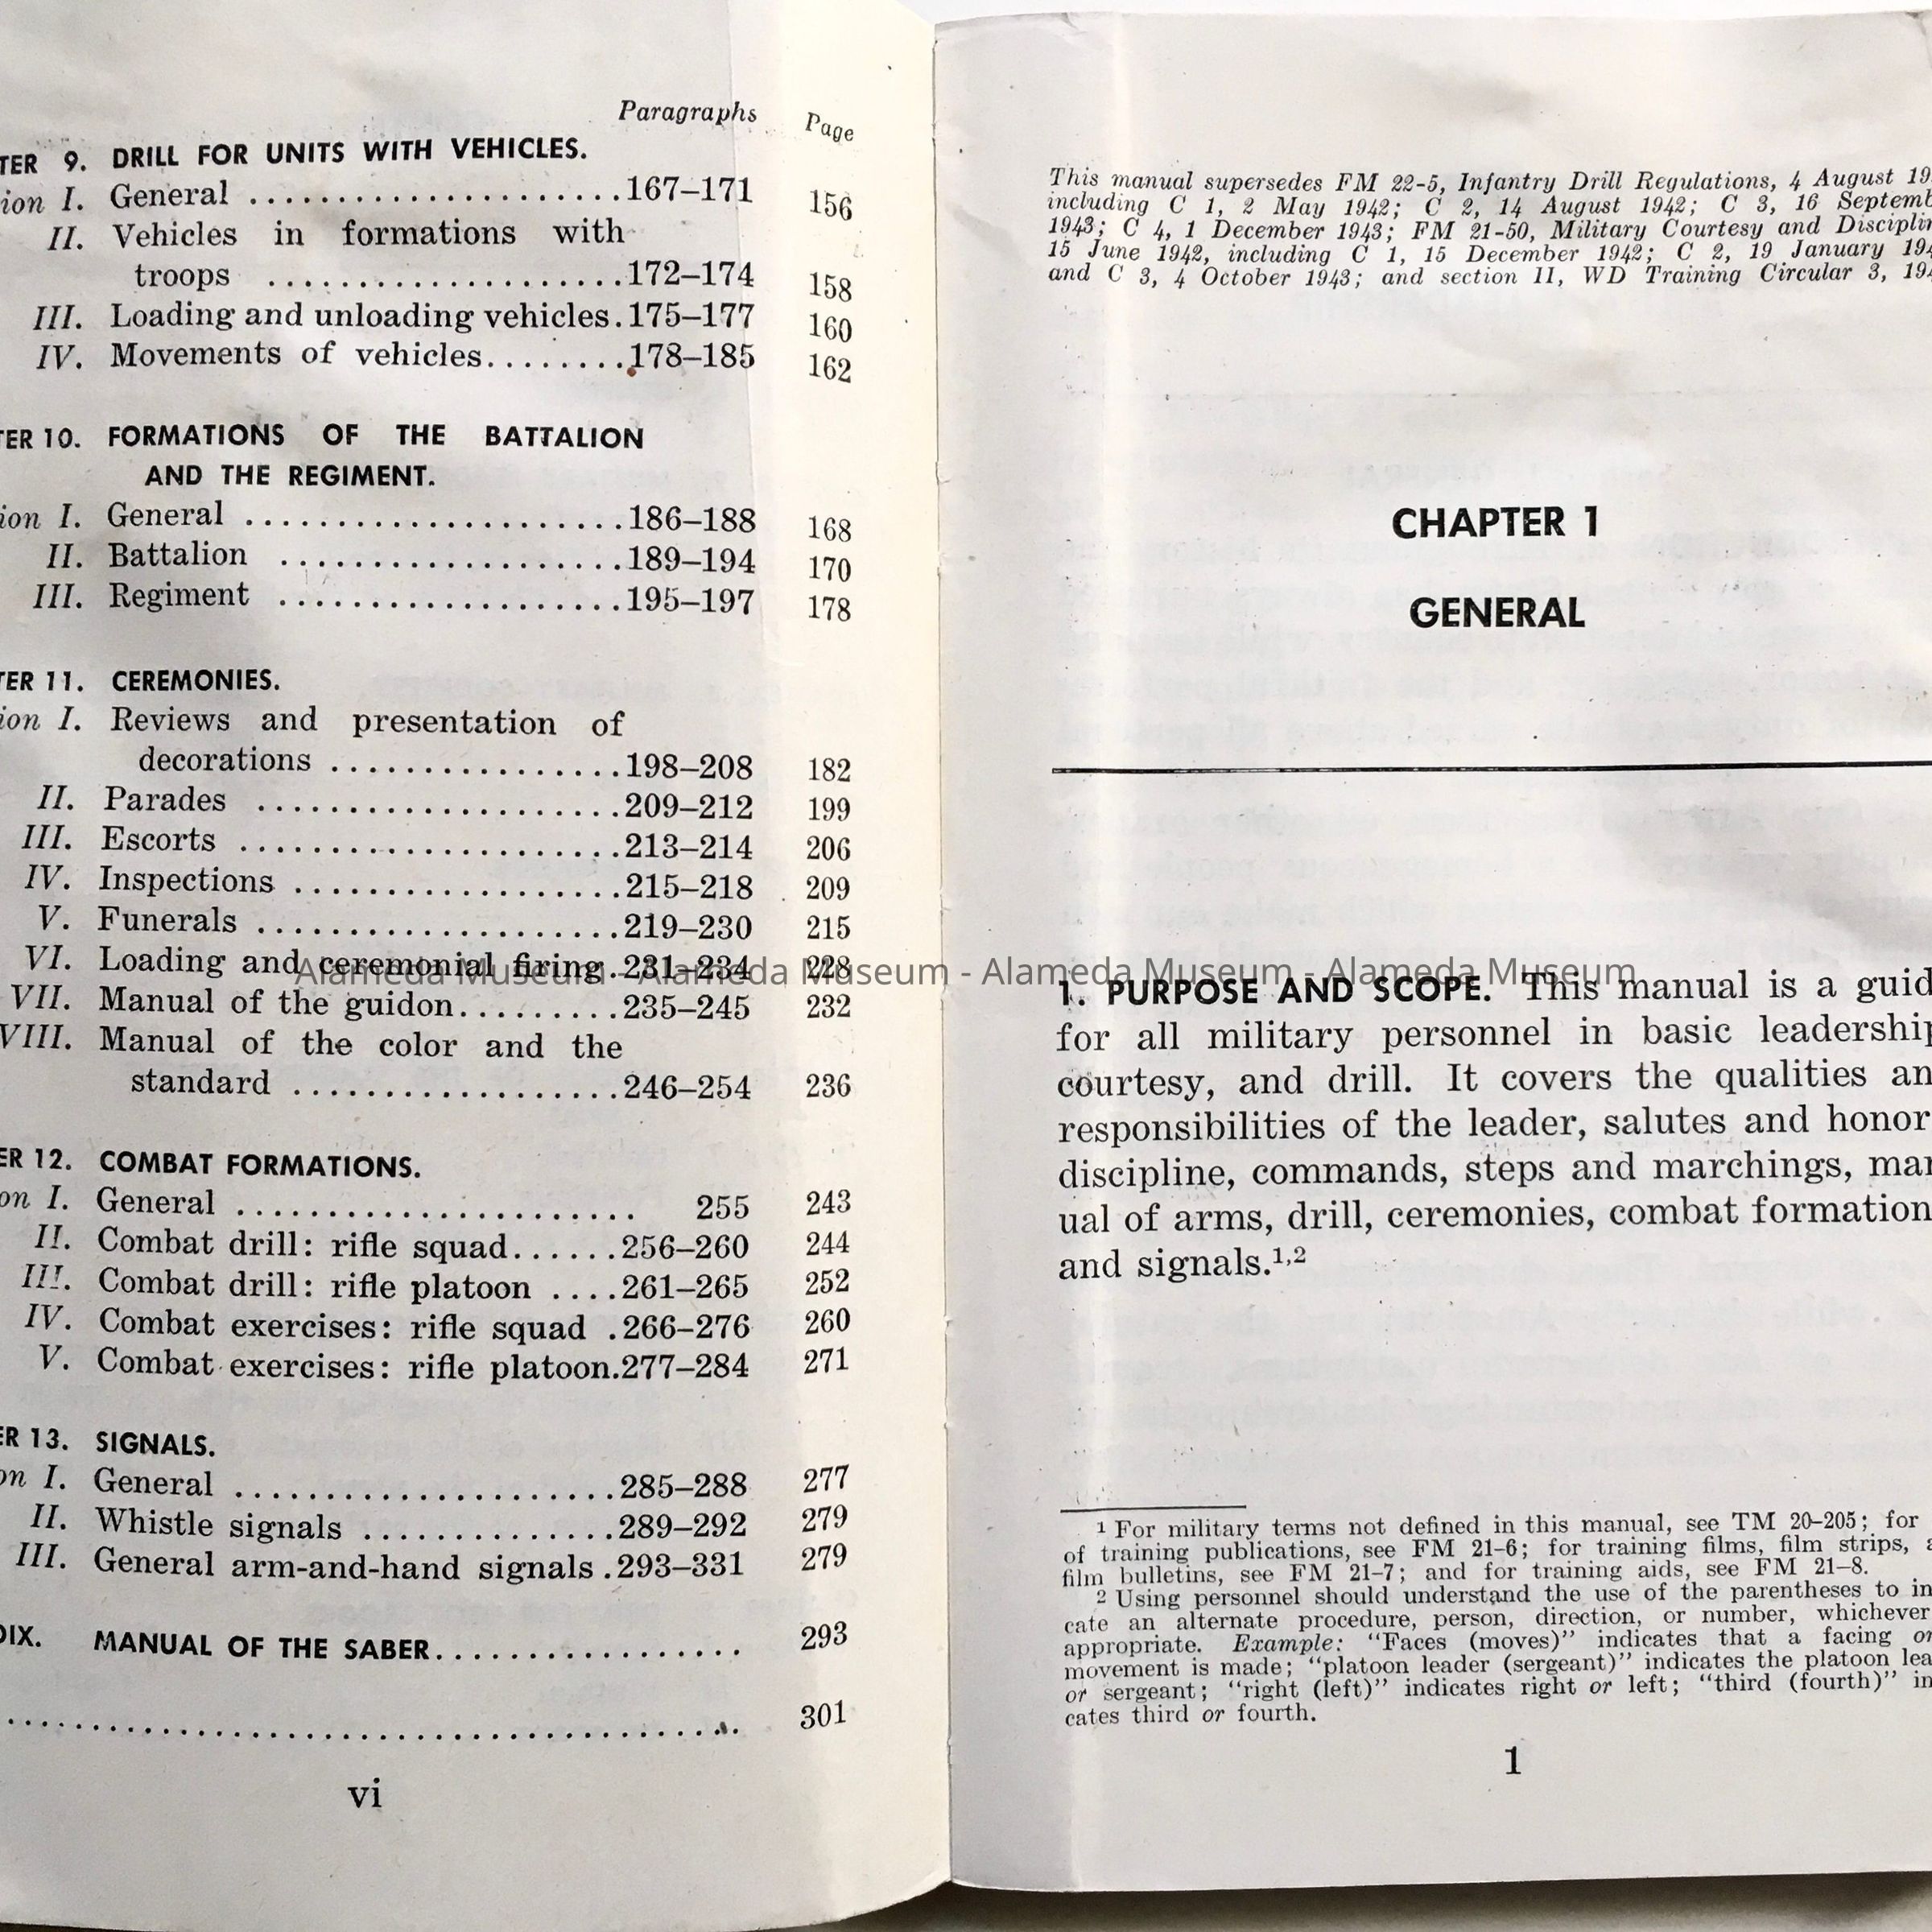 Paragraphs Page
TER 9. DRILL FOR UNITS WITH VEHICLES.
ion I. General .....................167–171 156
II. Vehicles in formations with
troops ....................172–174 158
III. Loading and unloading vehicles.175–177 160
IV. Movements of vehicles........178–185 162
TER 10. FORMATIONS OF THE BATTALION
AND THE REGIMENT.
ion I. General .....................186–188 168
II. Battalion ...................189–194 170
III. Regiment ...................195–197 178
TER 11. CEREMONIES.
ion I. Reviews and presentation of
decorations ................198–208 182
II. Parades ....................209–212 199
III. Escorts .....................213–214 206
IV. Inspections ..................215–218 209
V. Funerals ....................219–230 215
VI. Loading and ceremonial firing.231–234 228
VII. Manual of the guidon.........235–245 232
VIII. Manual of the color and the
standard ..................246–254 236
ER 12. COMBAT FORMATIONS.
on I. General ...................... 255 243
II. Combat drill: rifle squad......256–260 244
III. Combat drill: rifle platoon ....261–265 252
IV. Combat exercises: rifle squad .266–276 260
V. Combat exercises: rifle platoon.277–284 271
ER 13. SIGNALS.
on I. General .....................285–288 277
II. Whistle signals ..............289–292 279
III. General arm-and-hand signals .293–331 279
DIX. MANUAL OF THE SABER................. 293
........................................ 301
vi
This manual supersedes FM 22-5, Infantry Drill Regulations, 4 August 19
including C 1, 2 May 1942; C 2, 14 August 1942; C 3, 16 Septemb
1943; C 4, 1 December 1943; FM 21-50, Military Courtesy and Disciplin
15 June 1942, including C 1, 15 December 1942; C 2, 19 January 194
and C 3, 4 October 1943; and section II, WD Training Circular 3, 194
CHAPTER 1
GENERAL
1. PURPOSE AND SCOPE. This manual is a guid
for all military personnel in basic leadership
courtesy, and drill. It covers the qualities an
responsibilities of the leader, salutes and honor
discipline, commands, steps and marchings, man
ual of arms, drill, ceremonies, combat formation
and signals.1,2
1 For military terms not defined in this manual, see TM 20–205; for
of training publications, see FM 21–6; for training films, film strips, a
film bulletins, see FM 21–7; and for training aids, see FM 21–8.
2 Using personnel should understand the use of the parentheses to in
cate an alternate procedure, person, direction, or number, whichever
appropriate. Example: "Faces (moves)" indicates that a facing or
movement is made; "platoon leader (sergeant)" indicates the platoon lea
or sergeant; "right (left)" indicates right or left; "third (fourth)" in
cates third or fourth.
1
Alameda Museum - Alameda Museum - Alameda Museum - Alameda Museum